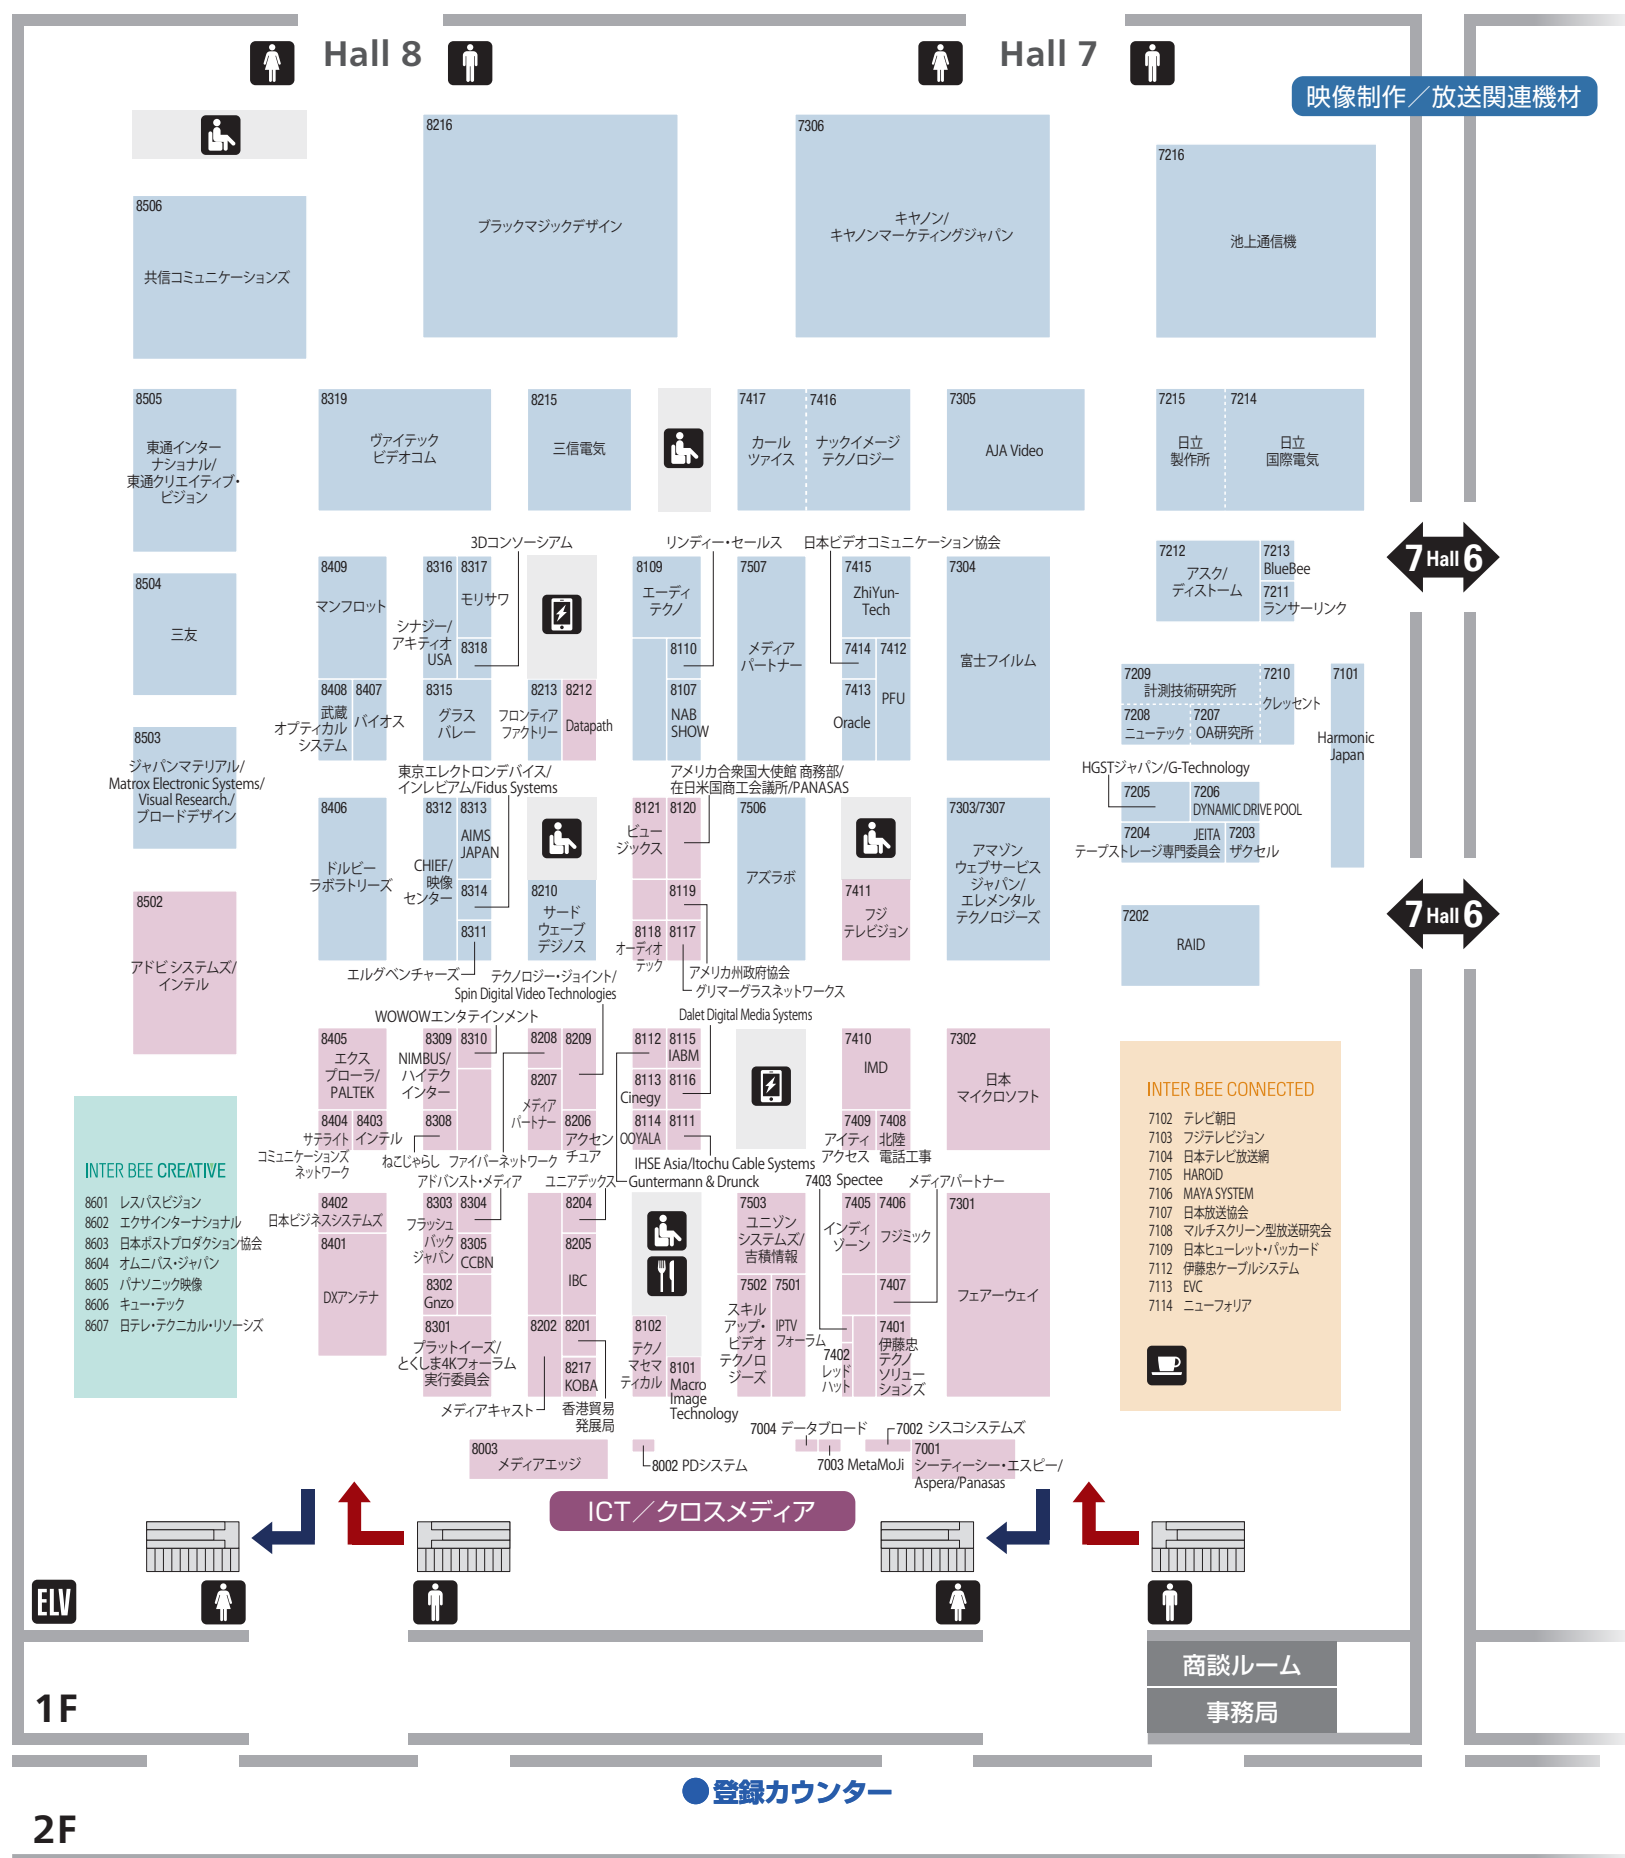 Hall 8
Hall 7
映像制作／放送関連機材
8216
ブラックマジックデザイン
7306
キヤノン/
キヤノンマーケティングジャパン
7216
池上通信機
8506
共信コミュニケーションズ
8505
東通インター
ナショナル/
東通クリエイティブ・
ビジョン
8319
ヴァイテック
ビデオコム
8215
三信電気
7417
カール
ツァイス
7416
ナックイメージ
テクノロジー
7305
AJA Video
7215
日立
製作所
7214
日立
国際電気
3Dコンソーシアム
リンディー・セールス
日本ビデオコミュニケーション協会
7 Hall 6
8504
三友
8409
マンフロット
8316
シナジー/
アキティオ
USA
8317
モリサワ
8318
8109
エーディ
テクノ
8110
7507
メディア
パートナー
7415
ZhiYun-
Tech
7414
7412
PFU
7413
Oracle
7304
富士フイルム
7212
アスク/
ディストーム
7213
BlueBee
7211
ランサーリンク
8408
武蔵
オプティカル
システム
8407
バイオス
8315
グラス
バレー
8213
フロンティア
ファクトリー
8212
Datapath
8107
NAB
SHOW
7209
計測技術研究所
7210
クレッセント
7208
ニューテック
7207
OA研究所
7101
Harmonic
Japan
8503
ジャパンマテリアル/
Matrox Electronic Systems/
Visual Research./
ブロードデザイン
東京エレクトロンデバイス/
インレビアム/Fidus Systems
アメリカ合衆国大使館 商務部/
在日米国商工会議所/PANASAS
HGSTジャパン/G-Technology
7205
7206
DYNAMIC DRIVE POOL
7204
JEITA
テープストレージ専門委員会
7203
ザクセル
8406
ドルビー
ラボラトリーズ
8312
CHIEF/
映像
センター
8313
AIMS
JAPAN
8314
8311
8210
サード
ウェーブ
デジノス
8121
ビュー
ジックス
8120
8119
8118
オーディオ
テック
8117
7506
アズラボ
7411
フジ
テレビジョン
7303/7307
アマゾン
ウェブサービス
ジャパン/
エレメンタル
テクノロジーズ
7 Hall 6
7202
RAID
8502
アドビ システムズ/
インテル
エルグベンチャーズ
テクノロジー・ジョイント/
Spin Digital Video Technologies
アメリカ州政府協会
グリマーグラスネットワークス
WOWOWエンタテインメント
Dalet Digital Media Systems
8405
エクス
プローラ/
PALTEK
8309
NIMBUS/
ハイテク
インター
8310
8208
8209
8207
メディア
パートナー
8112
8115
IABM
8113
Cinegy
8116
8114
OOYALA
8111
7410
IMD
7302
日本
マイクロソフト
8404
サテライト
コミュニケーションズ
ネットワーク
8403
インテル
8308
ねこじゃらし
ファイバーネットワーク
8206
アクセン
チュア
7409
アイティ
アクセス
7408
北陸
電話工事
IHSE Asia/Itochu Cable Systems
Guntermann & Drunck
アドバンスト・メディア
ユニアデックス
7403 Spectee
メディアパートナー
8402
日本ビジネスシステムズ
8401
DXアンテナ
8303
フラッシュ
バック
ジャパン
8304
8305
CCBN
8302
Gnzo
8301
プラットイーズ/
とくしま4Kフォーラム
実行委員会
8204
8205
IBC
8202
8201
8217
KOBA
8102
テクノ
マセマ
ティカル
8101
Macro
Image
Technology
7503
ユニゾン
システムズ/
吉積情報
7502
スキル
アップ・
ビデオ
テクノロ
ジーズ
7501
IPTV
フォーラム
7405
インディ
ゾーン
7406
フジミック
7407
7402
レッド
ハット
7401
伊藤忠
テクノ
ソリュー
ションズ
7301
フェアーウェイ
メディアキャスト
香港貿易
発展局
INTER BEE CREATIVE
8601 レスパスビジョン
8602 エクサインターナショナル
8603 日本ポストプロダクション協会
8604 オムニバス・ジャパン
8605 パナソニック映像
8606 キュー・テック
8607 日テレ・テクニカル・リソーシズ
INTER BEE CONNECTED
7102 テレビ朝日
7103 フジテレビジョン
7104 日本テレビ放送網
7105 HAROiD
7106 MAYA SYSTEM
7107 日本放送協会
7108 マルチスクリーン型放送研究会
7109 日本ヒューレット・パッカード
7112 伊藤忠ケーブルシステム
7113 EVC
7114 ニューフォリア
8003
メディアエッジ
8002 PDシステム
7004 データブロード
7003 MetaMoJi
7002 シスコシステムズ
7001
シーティーシー・エスピー/
Aspera/Panasas
ICT／クロスメディア
ELV
商談ルーム
事務局
1F
登録カウンター
2F